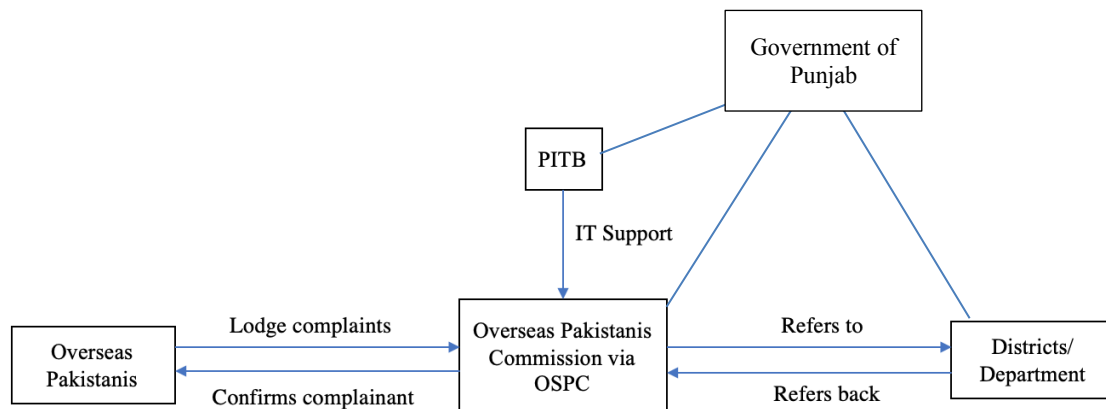 Government of
Punjab
PITB
IT Support
Lodge complaints
Overseas Pakistanis
Commission via
OSPC
Refers to
Overseas
Pakistanis
Districts/
Department
Confirms complainant
Refers back